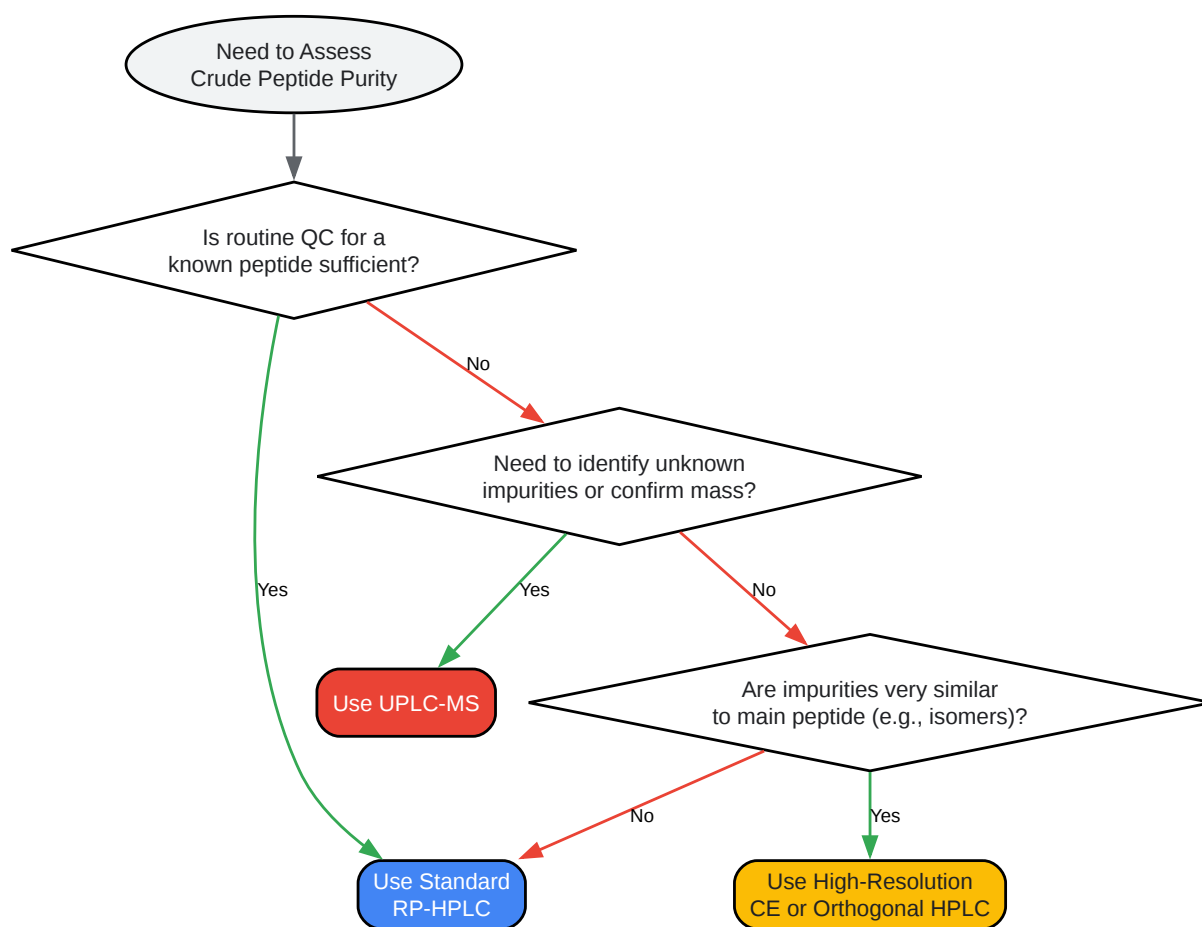 Need to Assess
Crude Peptide Purity
Is routine QC for a
known peptide sufficient?
No
Need to identify unknown
impurities or confirm mass?
Yes
Yes
No
Use UPLC-MS
Are impurities very similar
to main peptide (e.g., isomers)?
No
Yes
Use Standard
RP-HPLC
Use High-Resolution
CE or Orthogonal HPLC